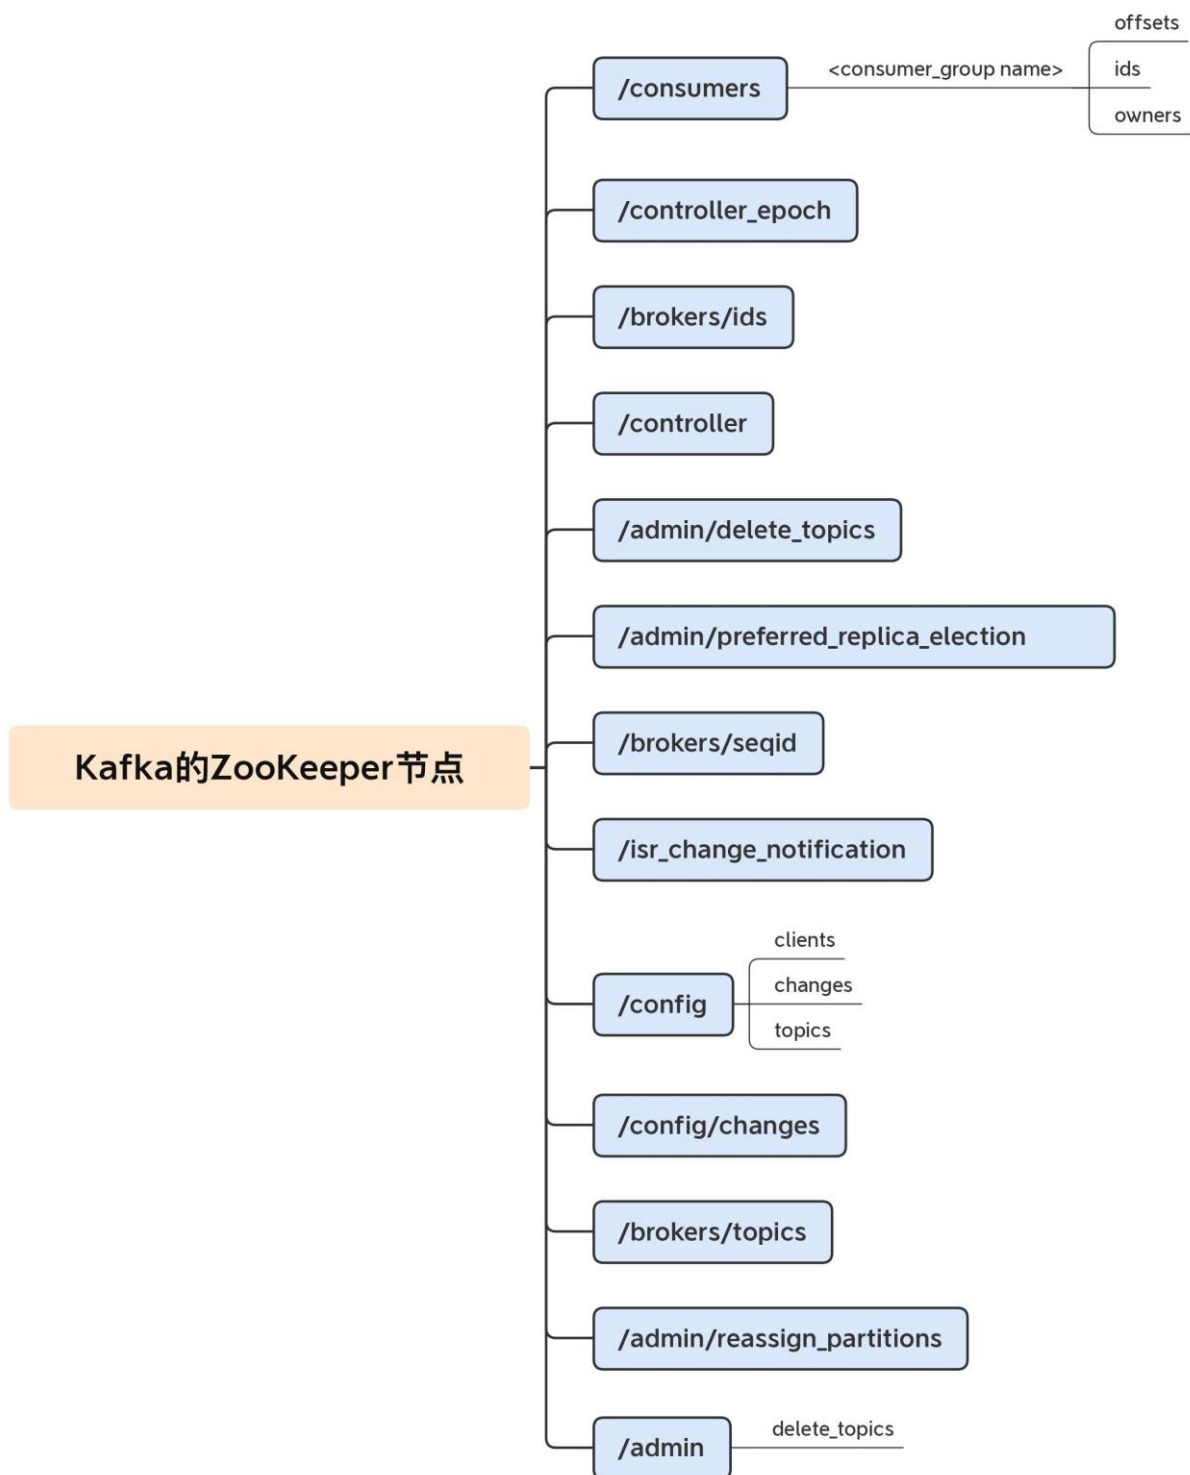 Kafka的ZooKeeper节点
/consumers
<consumer_group name>
offsets
ids
owners
/controller_epoch
/brokers/ids
/controller
/admin/delete_topics
/admin/preferred_replica_election
/brokers/seqid
/isr_change_notification
/config
clients
changes
topics
/config/changes
/brokers/topics
/admin/reassign_partitions
/admin
delete_topics